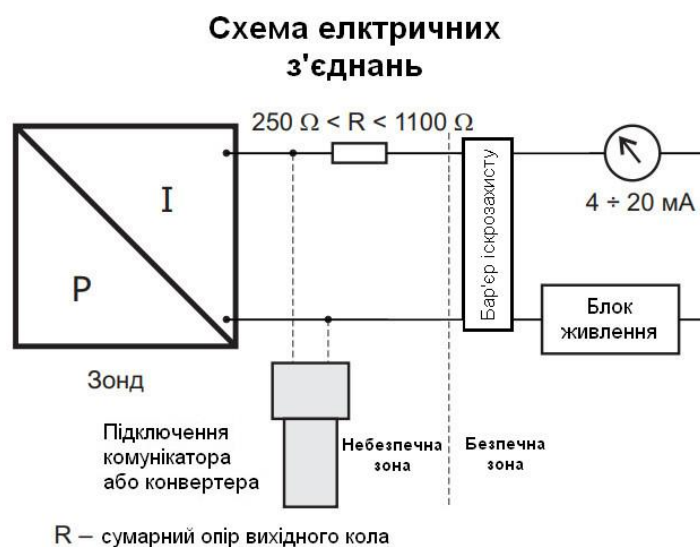 Схема елктричних
з'єднань
250 Ω < R < 1100 Ω
I
P
Бар'єр іскрозахисту
4 ÷ 20 мА
Блок
живлення
Зонд
Підключення
комунікатора
або конвертера
Небезпечна
зона
Безпечна
зона
R – сумарний опір вихідного кола